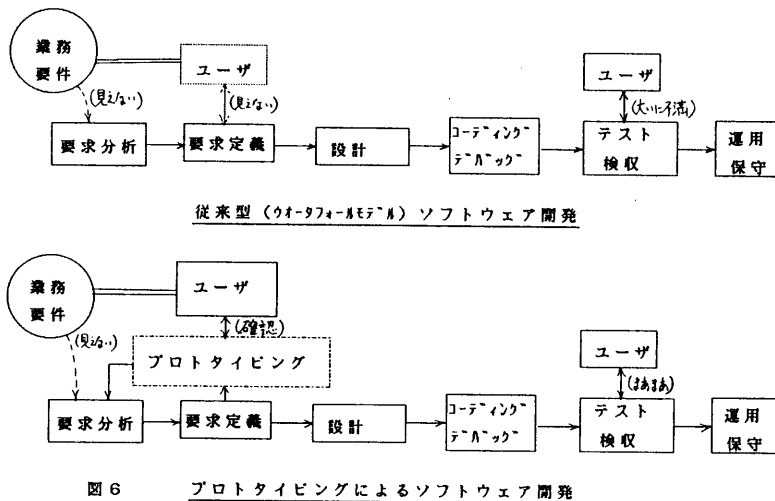 業務
要件
ユーザ
(見えない)
(見えない)
要求分析
要求定義
設計
コーディング
デバッグ
ユーザ
(大いに不満)
テスト
検収
運用
保守
従来型(ウオータフォールモデル)ソフトウェア開発
業務
要件
ユーザ
(見えない)
(確認)
プロトタイピング
要求分析
要求定義
設計
コーディング
デバッグ
ユーザ
(まあまあ)
テスト
検収
運用
保守
図6 プロトタイピングによるソフトウェア開発